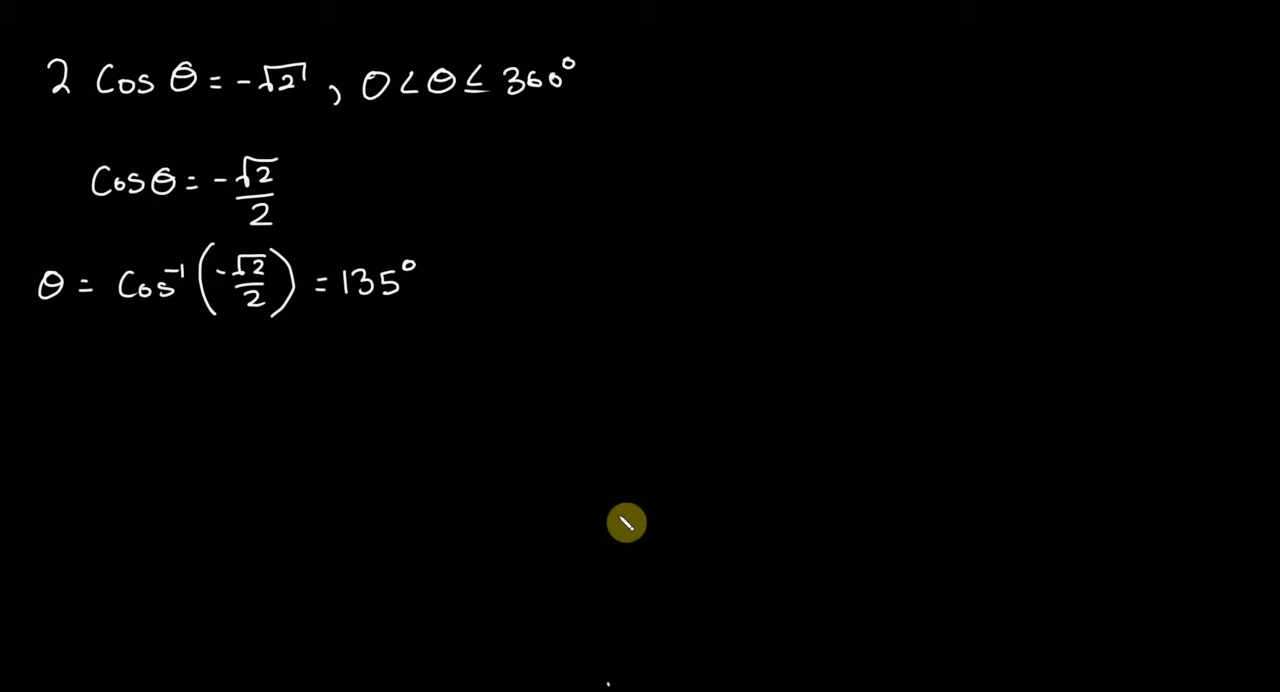 2 Cos θ = -√2 , 0 < θ ≤ 360°
Cos θ = -√2/2
θ = Cos⁻¹ (-√2/2) = 135°